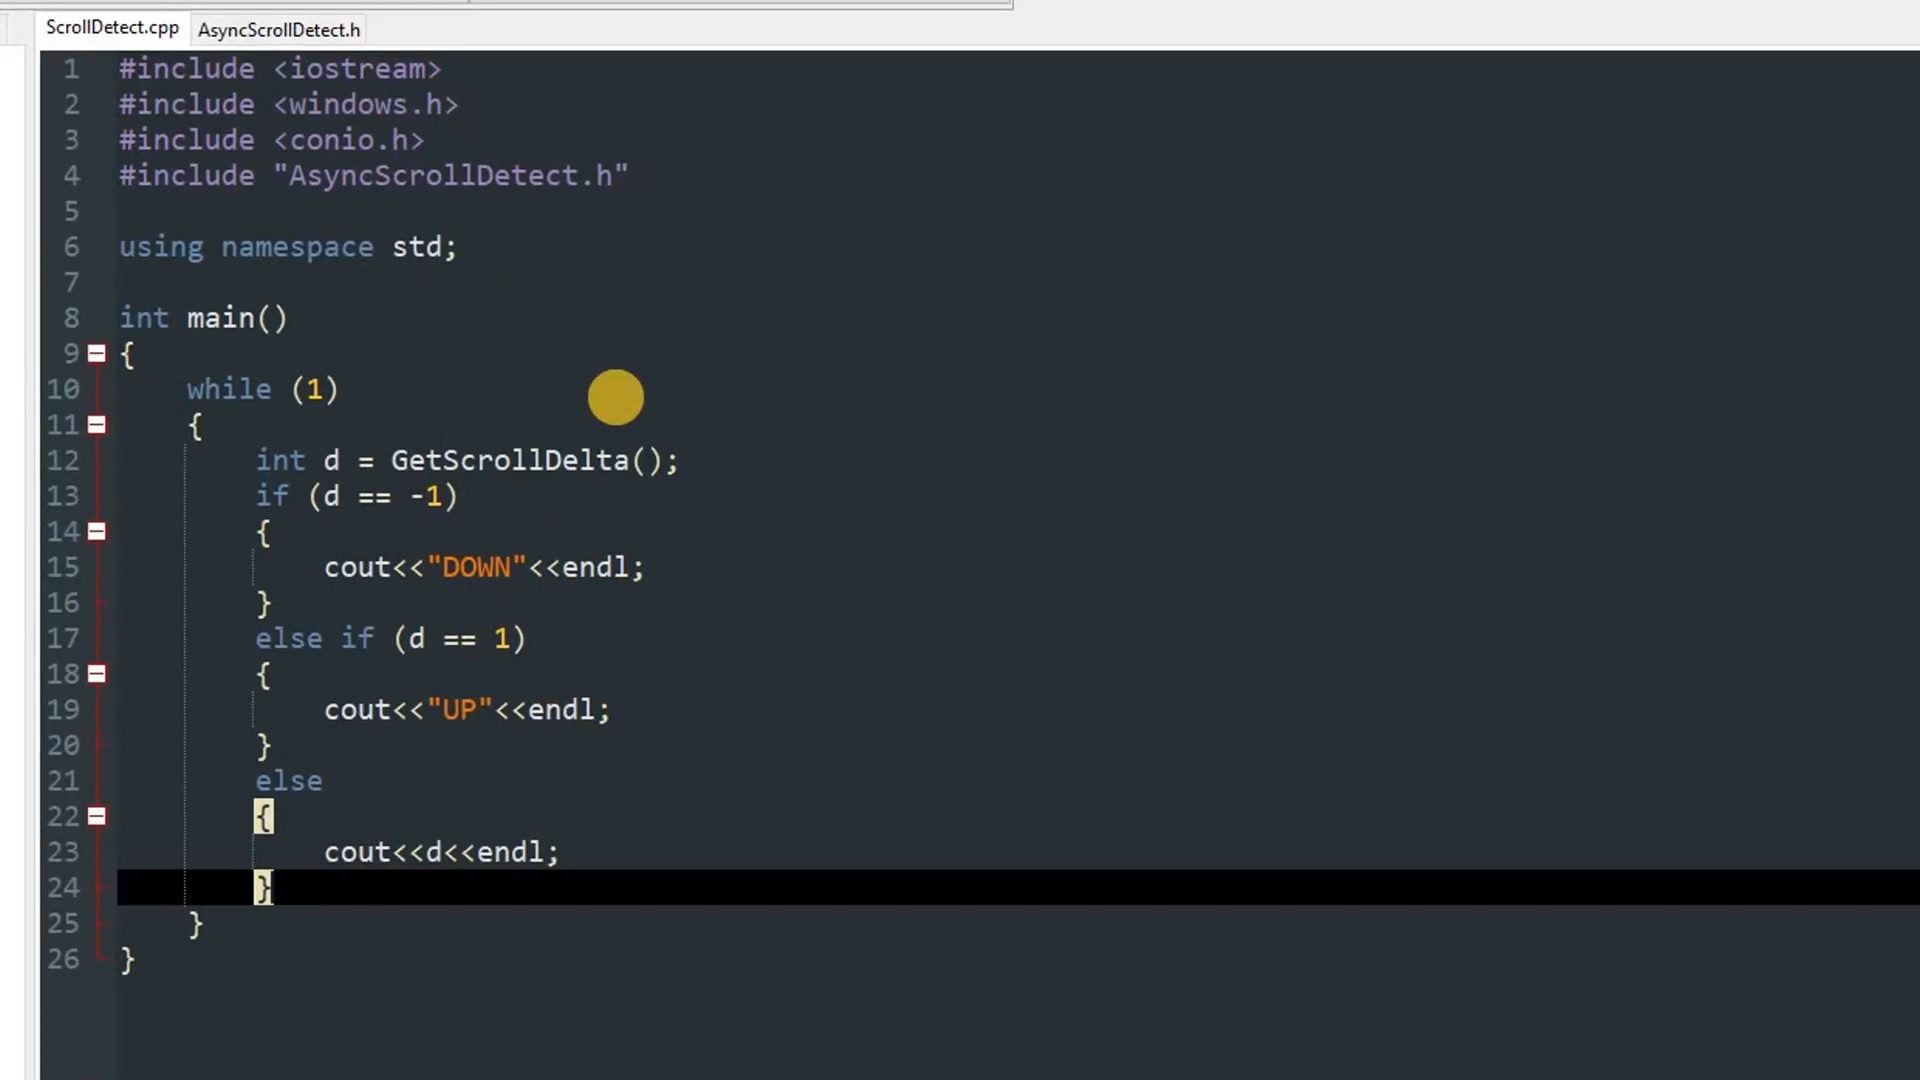 ScrollDetect.cpp AsyncScrollDetect.h
1 #include <iostream>
2 #include <windows.h>
3 #include <conio.h>
4 #include "AsyncScrollDetect.h"
5
6 using namespace std;
7
8 int main()
9 {
10 while (1)
11 {
12 int d = GetScrollDelta();
13 if (d == -1)
14 {
15 cout<<"DOWN"<<endl;
16 }
17 else if (d == 1)
18 {
19 cout<<"UP"<<endl;
20 }
21 else
22 {
23 cout<<d<<endl;
24 }
25 }
26 }